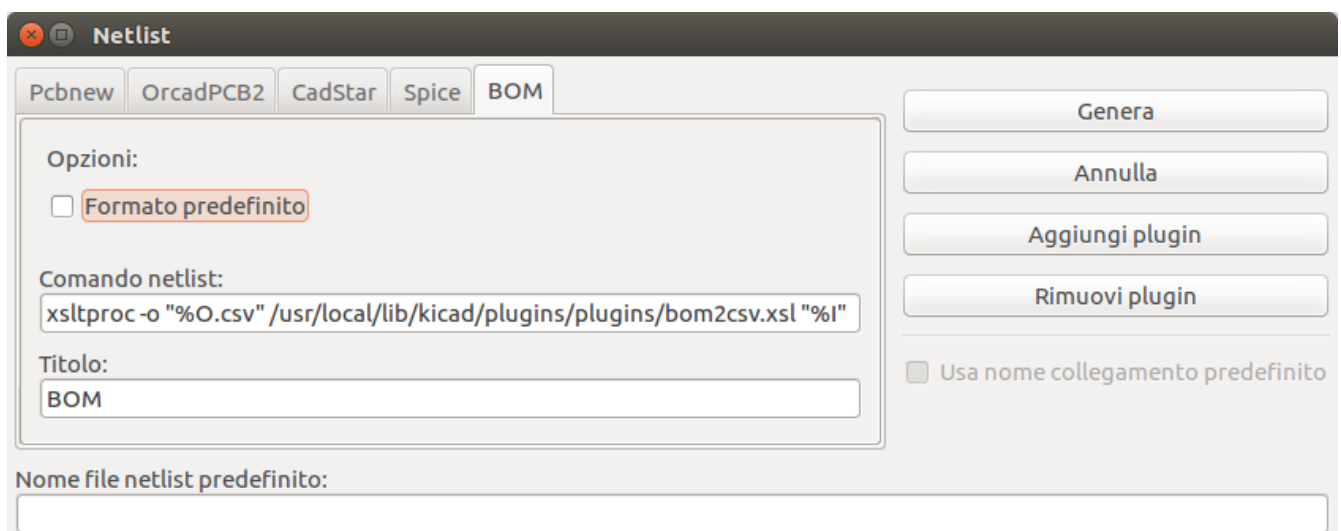 Netlist
Pcbnew OrcadPCB2 CadStar Spice BOM
Genera
Opzioni:
Annulla
Formato predefinito
Aggiungi plugin
Comando netlist:
Rimuovi plugin
xsltproc -o "%O.csv" /usr/local/lib/kicad/plugins/plugins/bom2csv.xsl "%I"
Titolo:
Usa nome collegamento predefinito
BOM
Nome file netlist predefinito: